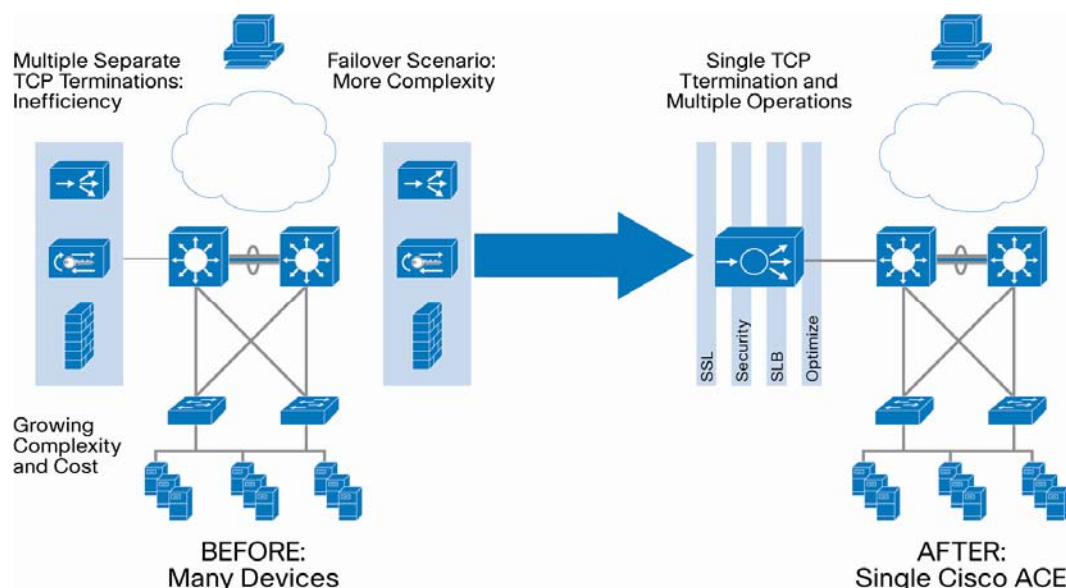 Multiple Separate
TCP Terminations:
Inefficiency
Failover Scenario:
More Complexity
Single TCP
Ttermination and
Multiple Operations
SSL
Security
SLB
Optimize
Growing
Complexity
and Cost
BEFORE:
Many Devices
AFTER:
Single Cisco ACE